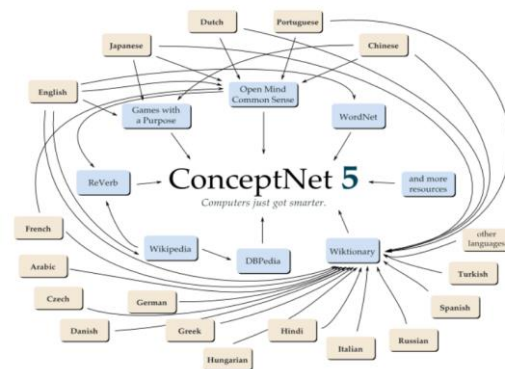 Dutch
Portuguese
Japanese
Chinese
English
Open Mind
Common Sense
Games with
a Purpose
WordNet
ReVerb
ConceptNet 5
Computers just got smarter.
and more
resources
French
Wikipedia
DBPedia
Wiktionary
other
languages
Arabic
Turkish
Czech
German
Spanish
Danish
Greek
Hindi
Russian
Hungarian
Italian